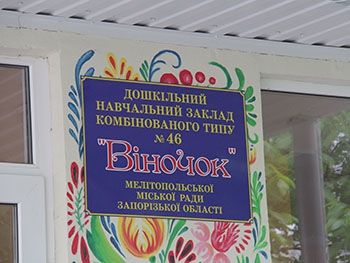 ДОШКІЛЬНИЙ
НАВЧАЛЬНИЙ ЗАКЛАД
КОМБІНОВАНОГО ТИПУ
№ 46
"Віночок"
МЕЛІТОПОЛЬСЬКОЇ
МІСЬКОЇ РАДИ
ЗАПОРІЗЬКОЇ ОБЛАСТІ